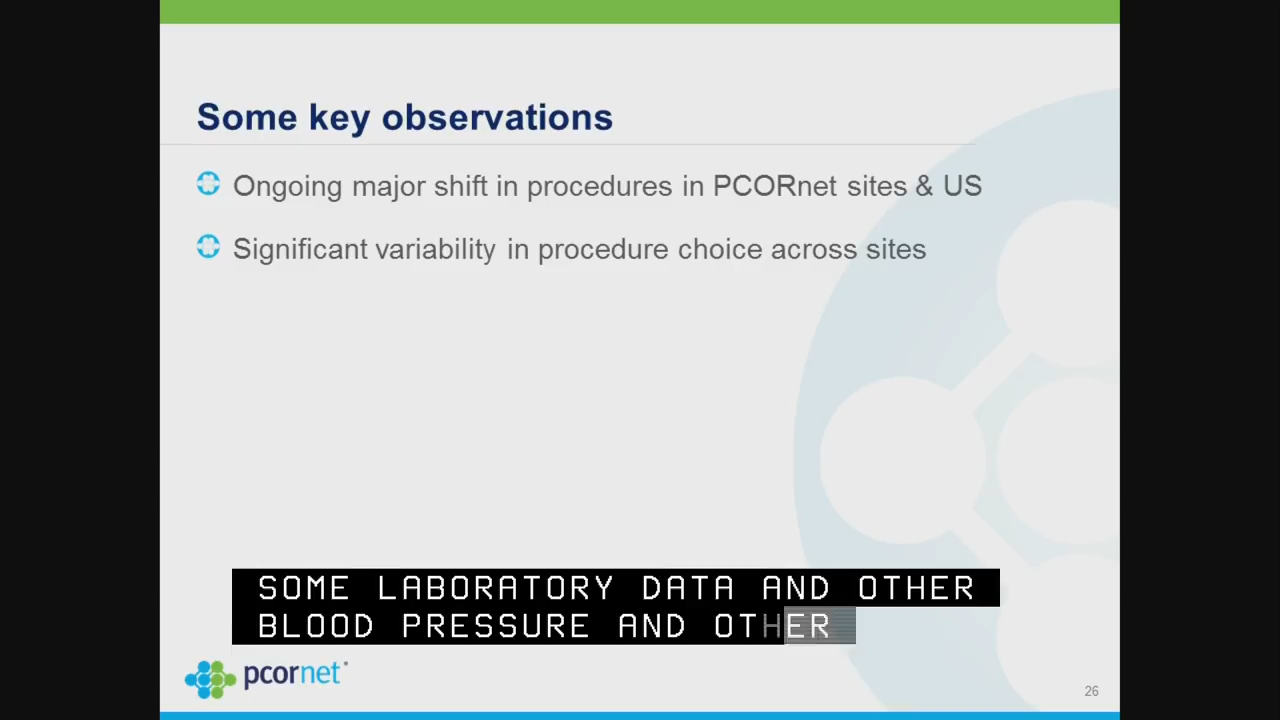 Some key observations
Ongoing major shift in procedures in PCORnet sites & US
Significant variability in procedure choice across sites
SOME LABORATORY DATA AND OTHER
BLOOD PRESSURE AND OTHER
pcornet
26